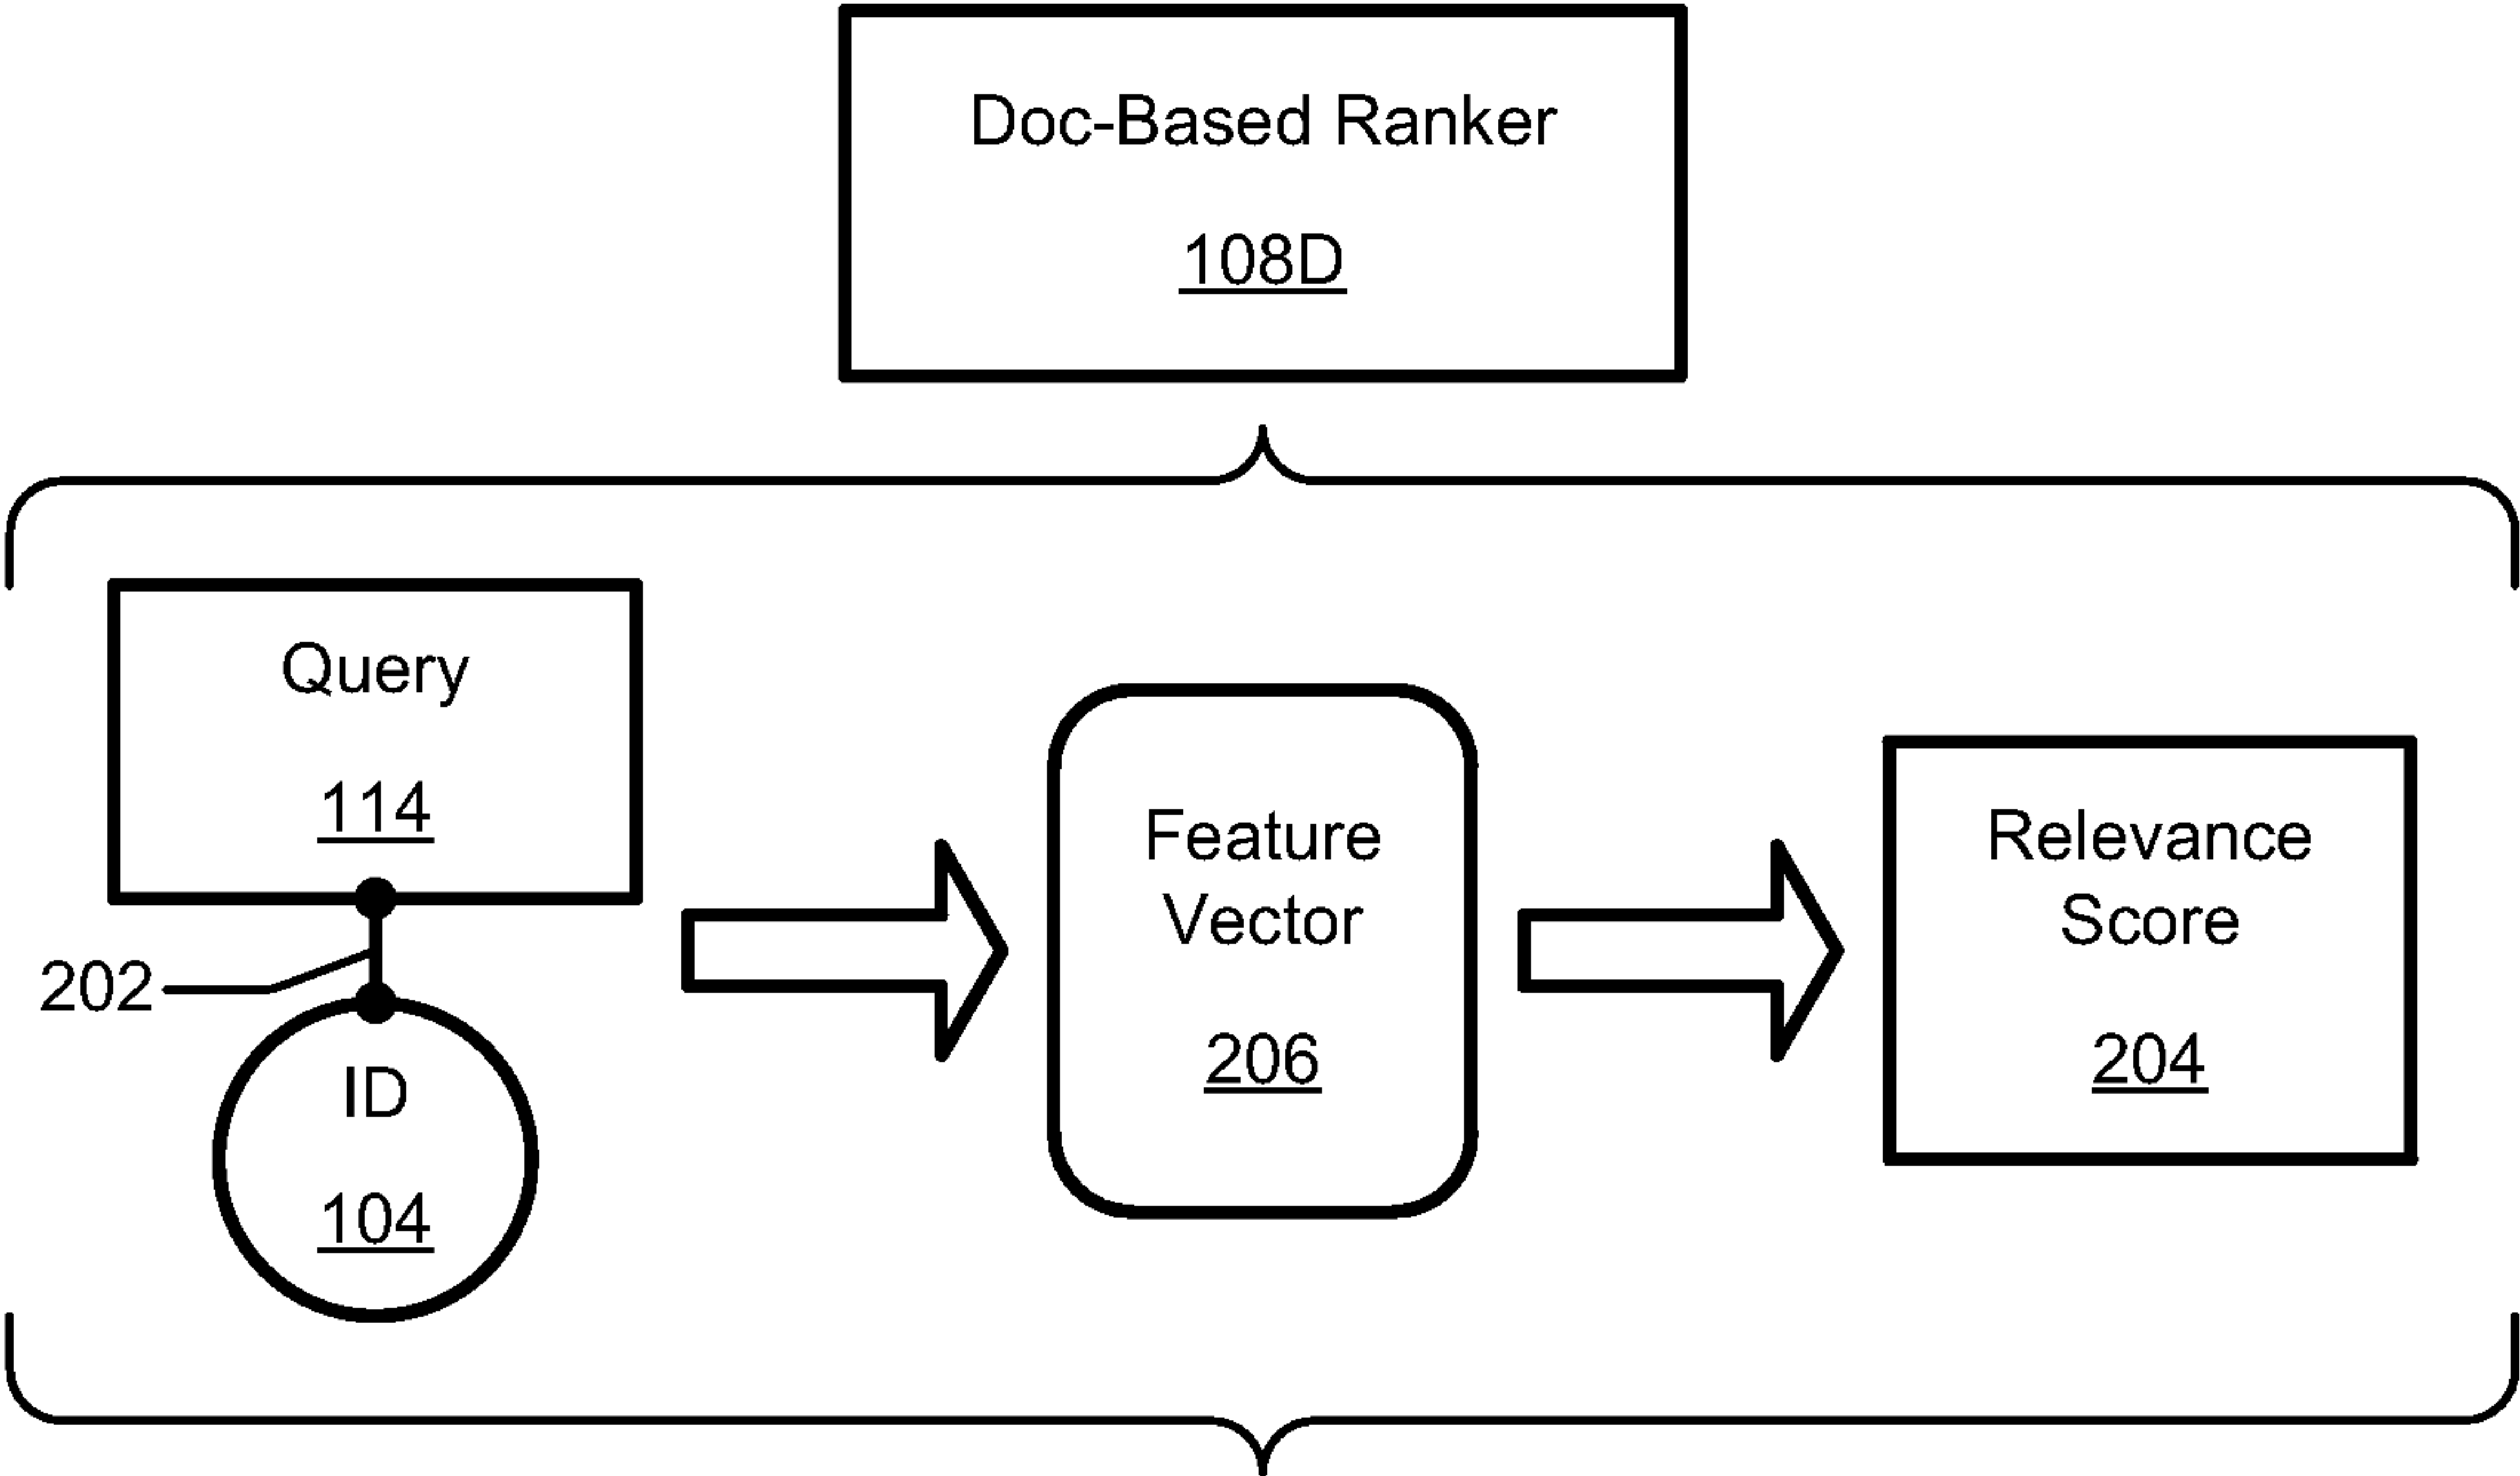 Doc-Based Ranker
108D
Query
114
202
ID
104
Feature
Vector
206
Relevance
Score
204